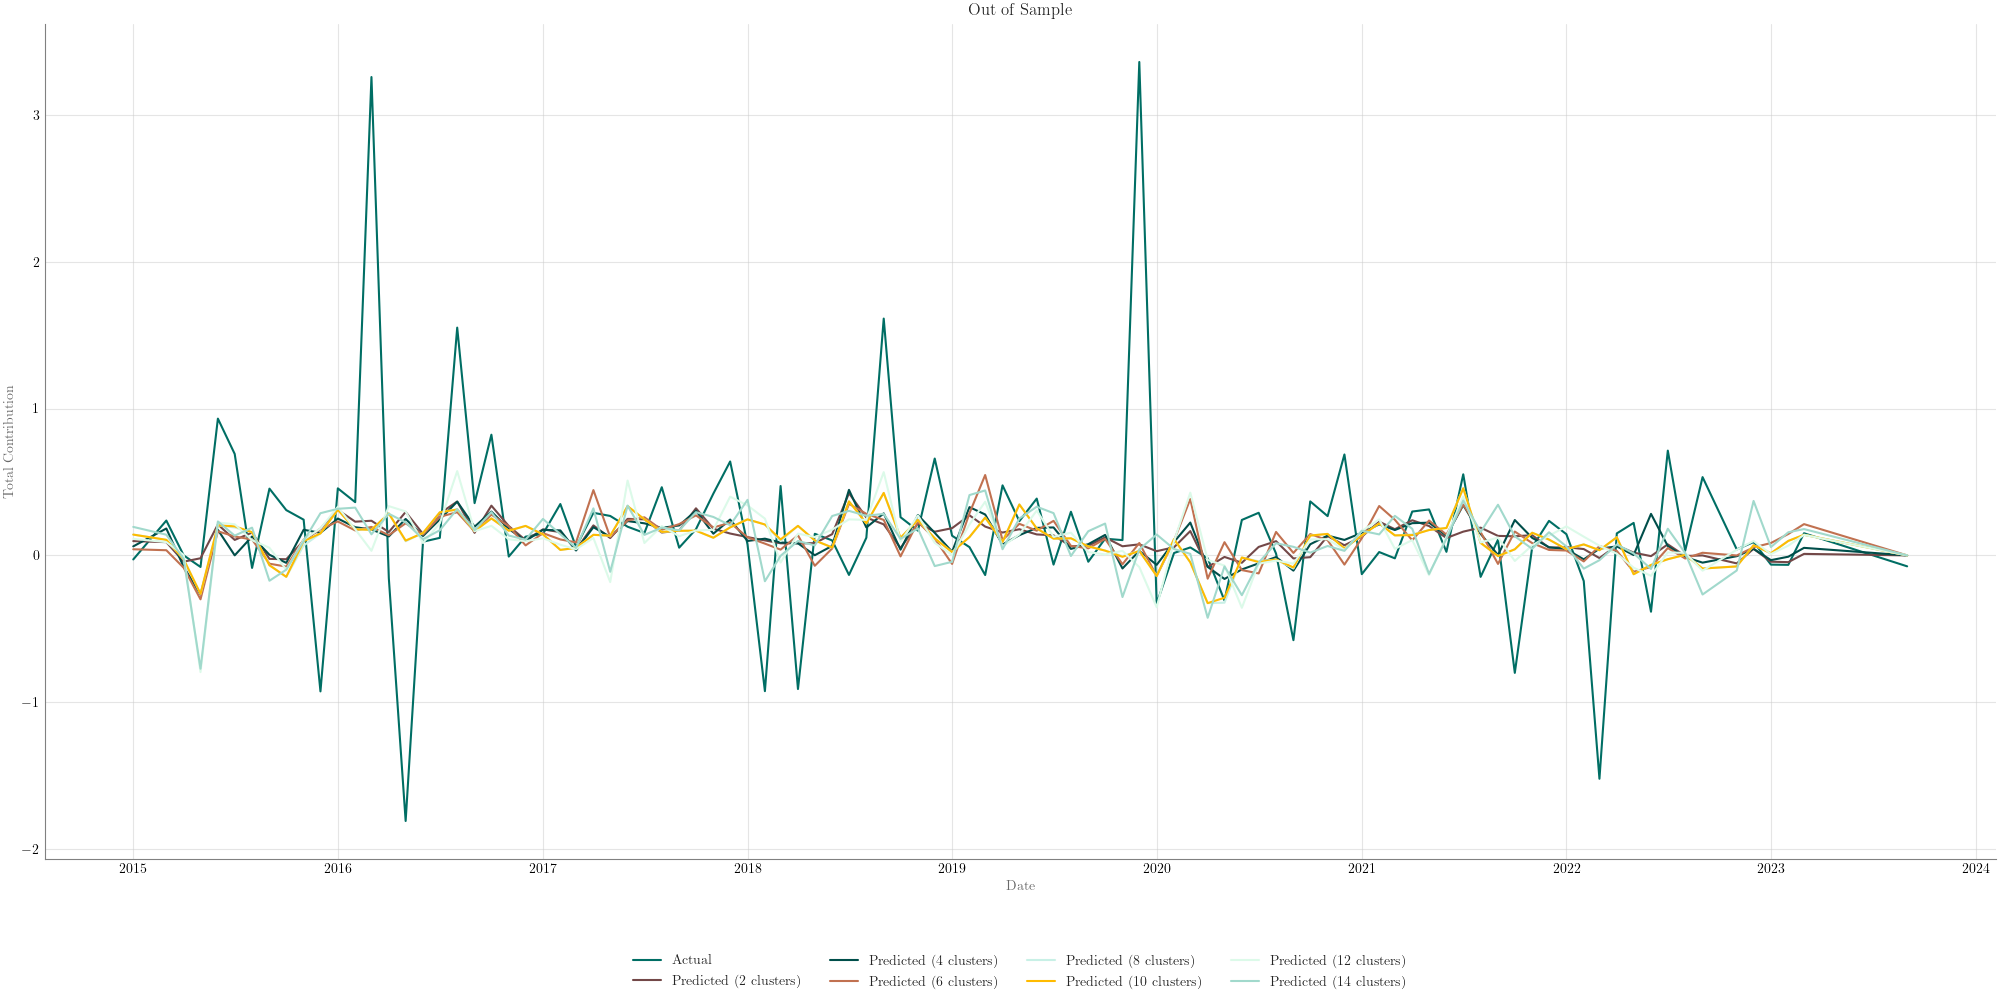 Out of Sample
Total Contribution
3
2
1
0
−1
−2
2015 2016 2017 2018 2019 2020 2021 2022 2023 2024
Date
Actual Predicted (4 clusters) Predicted (8 clusters) Predicted (12 clusters)
Predicted (2 clusters) Predicted (6 clusters) Predicted (10 clusters) Predicted (14 clusters)